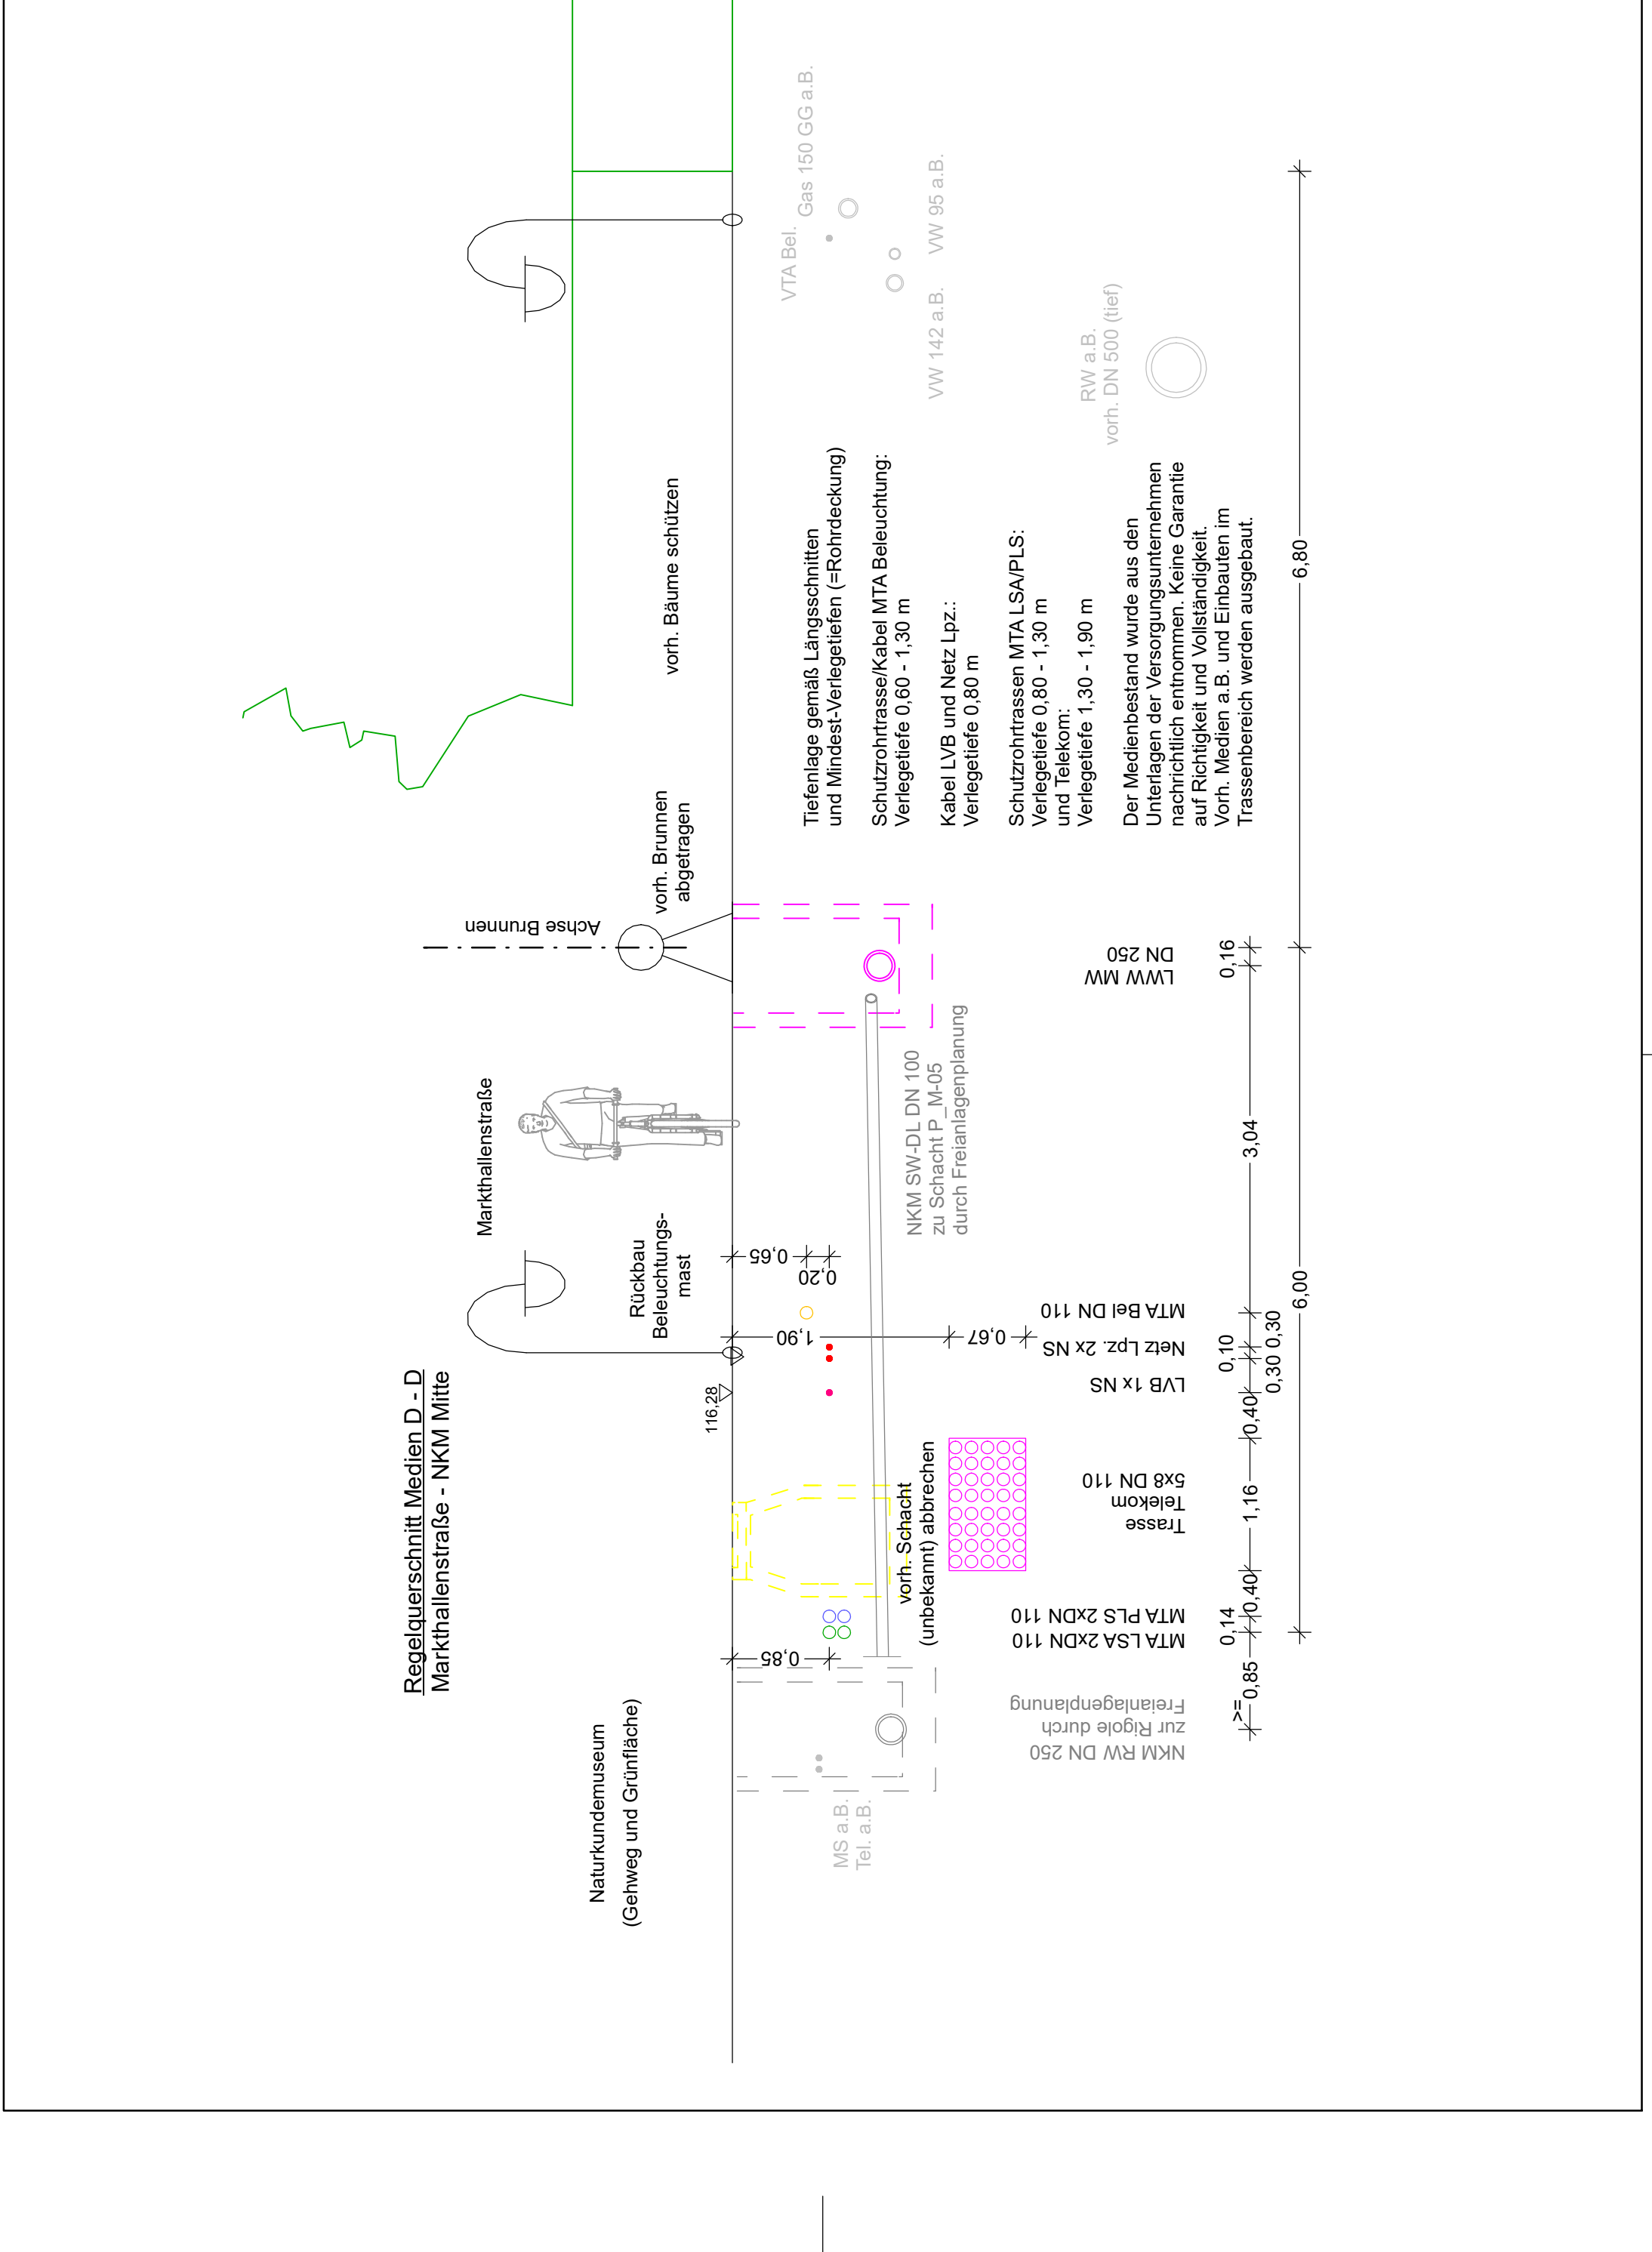 Regelquerschnitt Medien D - D
Markthallenstraße - NKM Mitte
Markthallenstraße
Naturkundemuseum
(Gehweg und Grünfläche)
Rückbau
Beleuchtungs-
mast
Achse Brunnen
vorh. Brunnen
abgetragen
vorh. Bäume schützen
116,28
0,85
0,65
0,20
1,90
0,67
MS a.B.
Tel. a.B.
vorh. Schacht
(unbekannt) abbrechen
NKM SW-DL DN 100
zu Schacht P_M-05
durch Freianlagenplanung
VTA Bel.
Gas 150 GG a.B.
VW 142 a.B.
VW 95 a.B.
RW a.B.
vorh. DN 500 (tief)
Tiefenlage gemäß Längsschnitten
und Mindest-Verlegetiefen (=Rohrdeckung)
Schutzrohrtrasse/Kabel MTA Beleuchtung:
Verlegetiefe 0,60 - 1,30 m
Kabel LVB und Netz Lpz.:
Verlegetiefe 0,80 m
Schutzrohrtrassen MTA LSA/PLS:
Verlegetiefe 0,80 - 1,30 m
und Telekom:
Verlegetiefe 1,30 - 1,90 m
Der Medienbestand wurde aus den
Unterlagen der Versorgungsunternehmen
nachrichtlich entnommen. Keine Garantie
auf Richtigkeit und Vollständigkeit.
Vorh. Medien a.B. und Einbauten im
Trassenbereich werden ausgebaut.
NKM RW DN 250
zur Rigole durch
Freianlagenplanung
MTA LSA 2xDN 110
MTA PLS 2xDN 110
Trasse
Telekom
5x8 DN 110
LVB 1x NS
Netz Lpz. 2x NS
MTA Bel DN 110
LWW MW
DN 250
>=
0,85
0,14
0,40
1,16
0,40
0,30
0,10
0,30
3,04
0,16
6,00
6,80